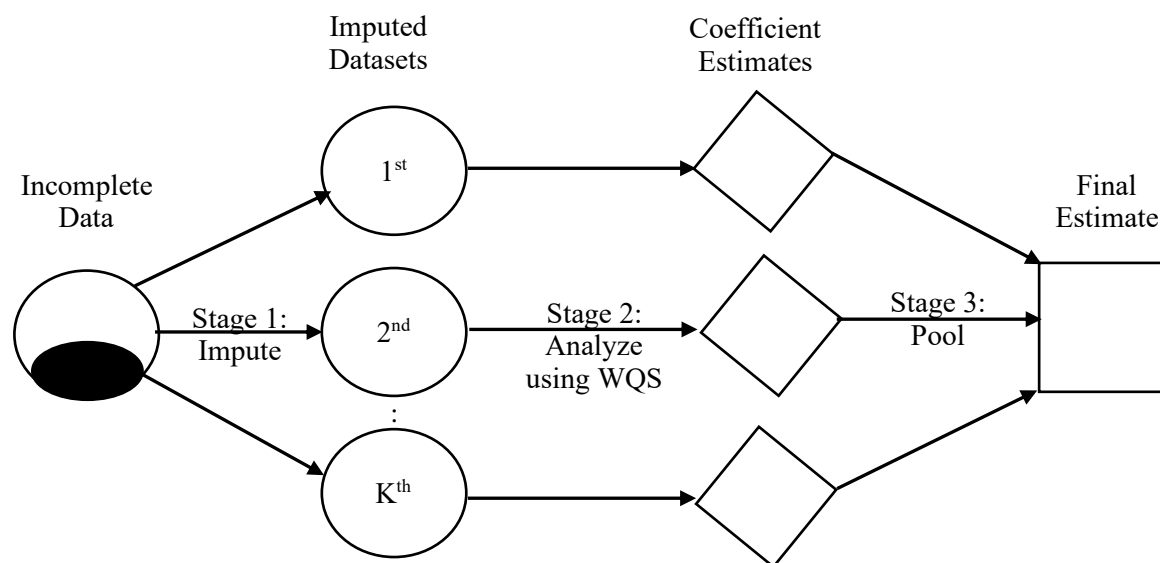 Imputed
Datasets
Coefficient
Estimates
Incomplete
Data
Final
Estimate
1st
Stage 1:
Impute
2nd
Stage 2:
Analyze
using WQS
Stage 3:
Pool
:
Kth